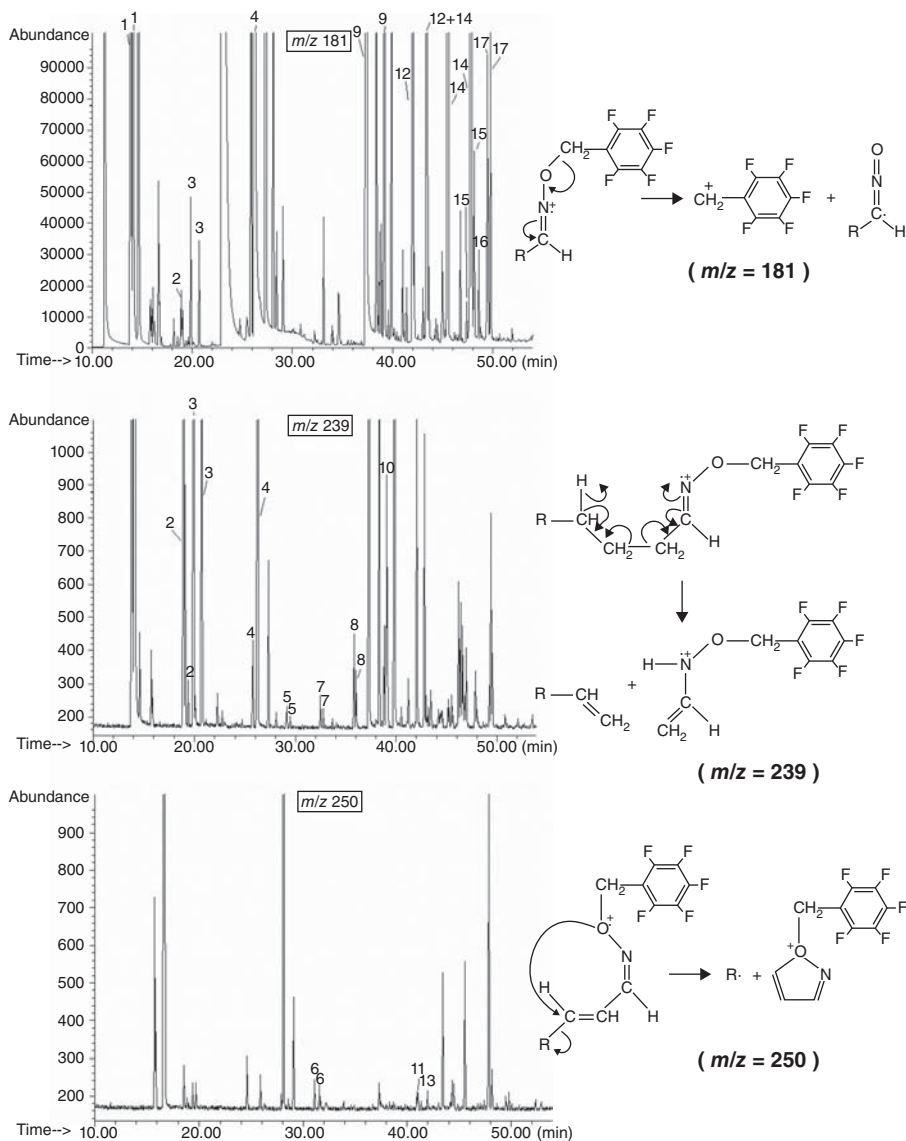 Abundance
m/z 181
1
1
4
9
9
12+14
17
17
90000
80000
70000
60000
50000
40000
30000
20000
10000
0
12
14
14
15
3
3
15
2
16
Time-->
10.00
20.00
30.00
40.00
50.00
(min)
F
F
CH2
F
O
F
F
N+
C
R
H
F
F
+
CH2
F
F
F
+
O
N
C
R
H
( m/z = 181)
Abundance
m/z 239
3
1000
900
800
700
600
500
400
300
200
10
3
4
2
4
8
8
2
5
5
7
7
Time-->
10.00
20.00
30.00
40.00
50.00
(min)
F
F
O
CH2
F
H
N+
F
F
R
CH
C
CH2
CH2
H
F
F
O
CH2
F
H
N+
F
F
R
CH
+
C
CH2
CH2
H
( m/z = 239)
Abundance
m/z 250
900
800
700
600
500
400
300
200
6
6
11
13
Time-->
10.00
20.00
30.00
40.00
50.00
(min)
F
F
CH2
F
F
F
O+
N
H
C=CH
H
R
R·
+
F
F
CH2
F
F
F
+O
N
( m/z = 250)